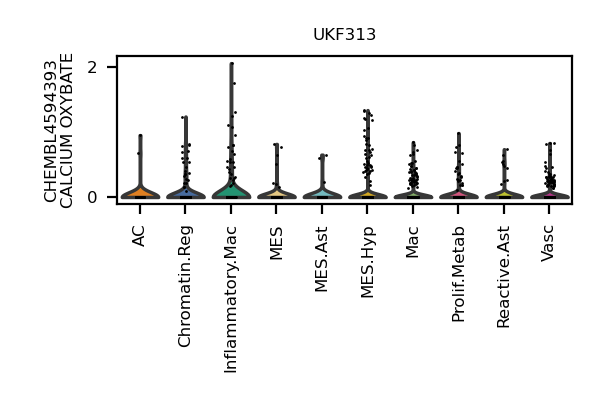 UKF313
CHEMBL4594393
CALCIUM OXYBATE
2
0
AC
Chromatin.Reg
Inflammatory.Mac
MES
MES.Ast
MES.Hyp
Mac
Prolif.Metab
Reactive.Ast
Vasc